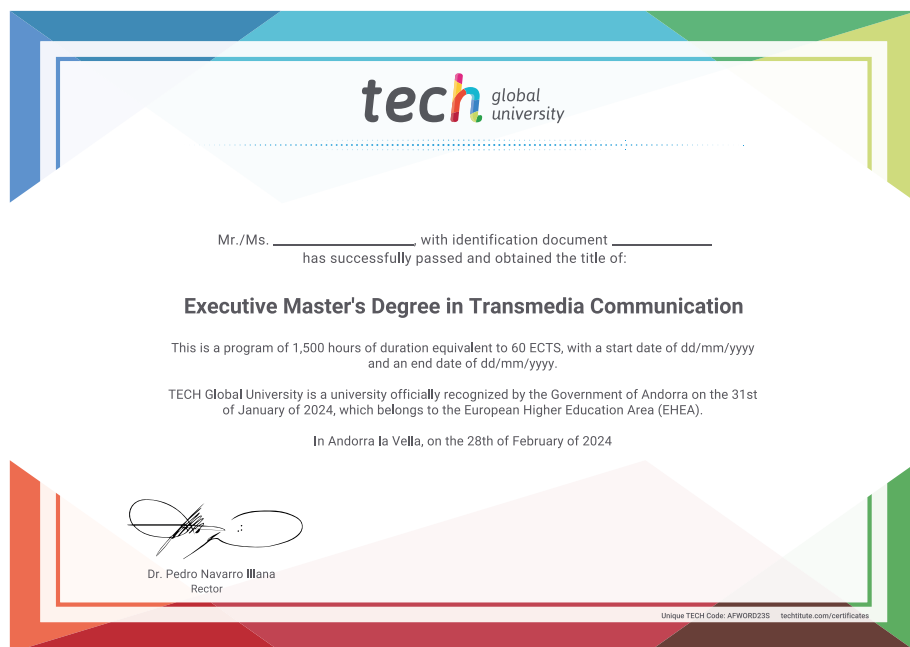 tech global university
Mr./Ms. ____________, with identification document ____________
has successfully passed and obtained the title of:
Executive Master's Degree in Transmedia Communication
This is a program of 1,500 hours of duration equivalent to 60 ECTS, with a start date of dd/mm/yyyy
and an end date of dd/mm/yyyy.
TECH Global University is a university officially recognized by the Government of Andorra on the 31st
of January of 2024, which belongs to the European Higher Education Area (EHEA).
In Andorra la Vella, on the 28th of February of 2024
Dr. Pedro Navarro Illana
Rector
Unique TECH Code: AFWORD23S techtitute.com/certificates